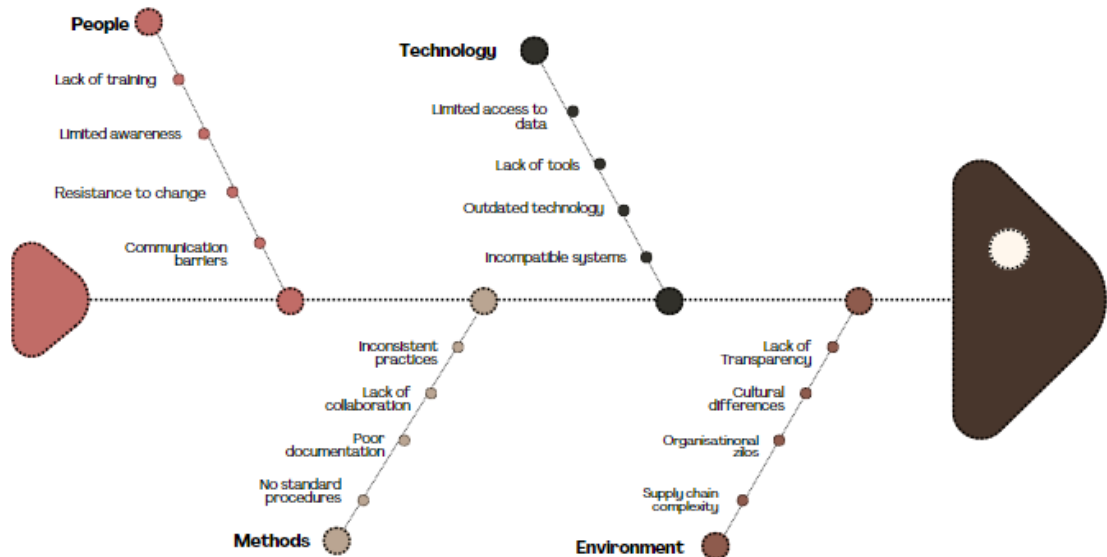 People
Lack of training
Limited awareness
Resistance to change
Communication
barriers
Technology
Limited access to
data
Lack of tools
Outdated technology
Incompatible systems
Inconsistent
practices
Lack of
collaboration
Poor
documentation
No standard
procedures
Methods
Lack of
Transparency
Cultural
differences
Organisatinonal
zilos
Supply chain
complexity
Environment